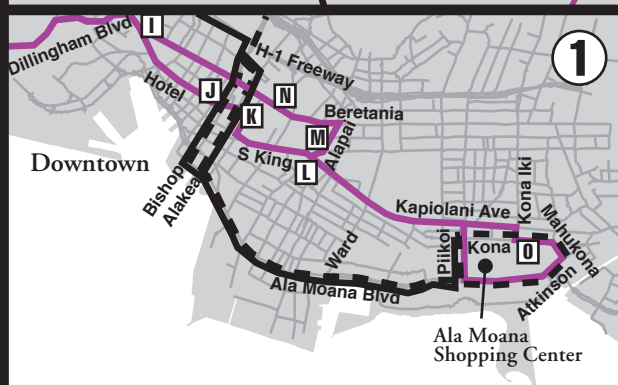 Dillingham Blvd
I
H-1 Freeway
1
Hotel
J
N
K
Beretania
M
Alapai
Downtown
S King
L
Bishop
Alakea
Kapiolani Ave
Kona Iki
Mahukona
Ward
Piikoi
Kona
O
Ala Moana Blvd
Atkinson
Ala Moana
Shopping Center